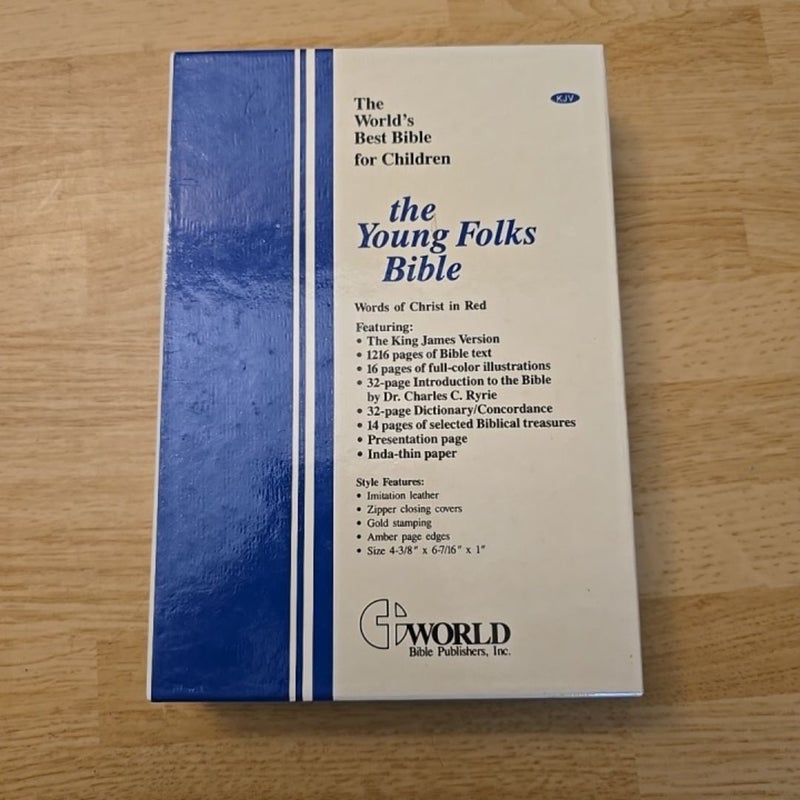 The
World's
Best Bible
for Children
KJV
the
Young Folks
Bible
Words of Christ in Red
Featuring:
• The King James Version
• 1216 pages of Bible text
• 16 pages of full-color illustrations
• 32-page Introduction to the Bible
by Dr. Charles C. Ryrie
• 32-page Dictionary/Concordance
• 14 pages of selected Biblical treasures
• Presentation page
• Inda-thin paper
Style Features:
• Imitation leather
• Zipper closing covers
• Gold stamping
• Amber page edges
• Size 4-3/8" x 6-7/16" x 1"
WORLD
Bible Publishers, Inc.